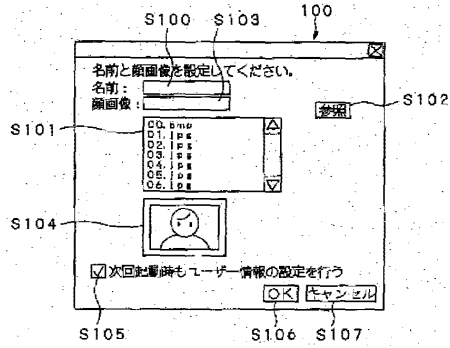 S100 S103 100
名前と顔画像を設定してください。
名前：
顔画像：
参照 S102
S101
00.bmp
01.jpg
02.jpg
03.jpg
04.jpg
05.jpg
06.jpg
S104
次回起動時もユーザー情報の設定を行う
OK キャンセル
S105 S106 S107